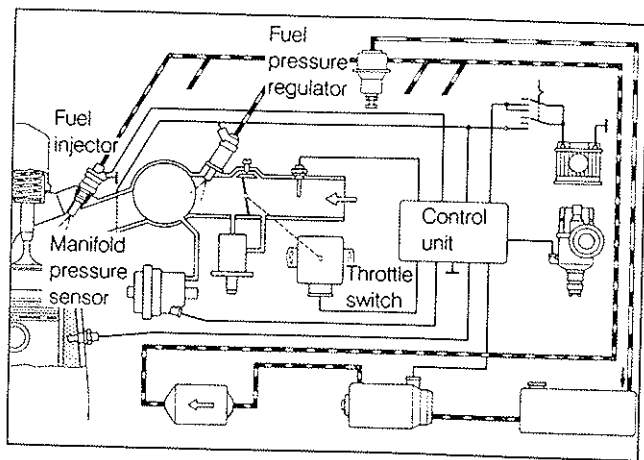 Fuel
pressure
regulator
Fuel
injector
Manifold
pressure
sensor
Throttle
switch
Control
unit